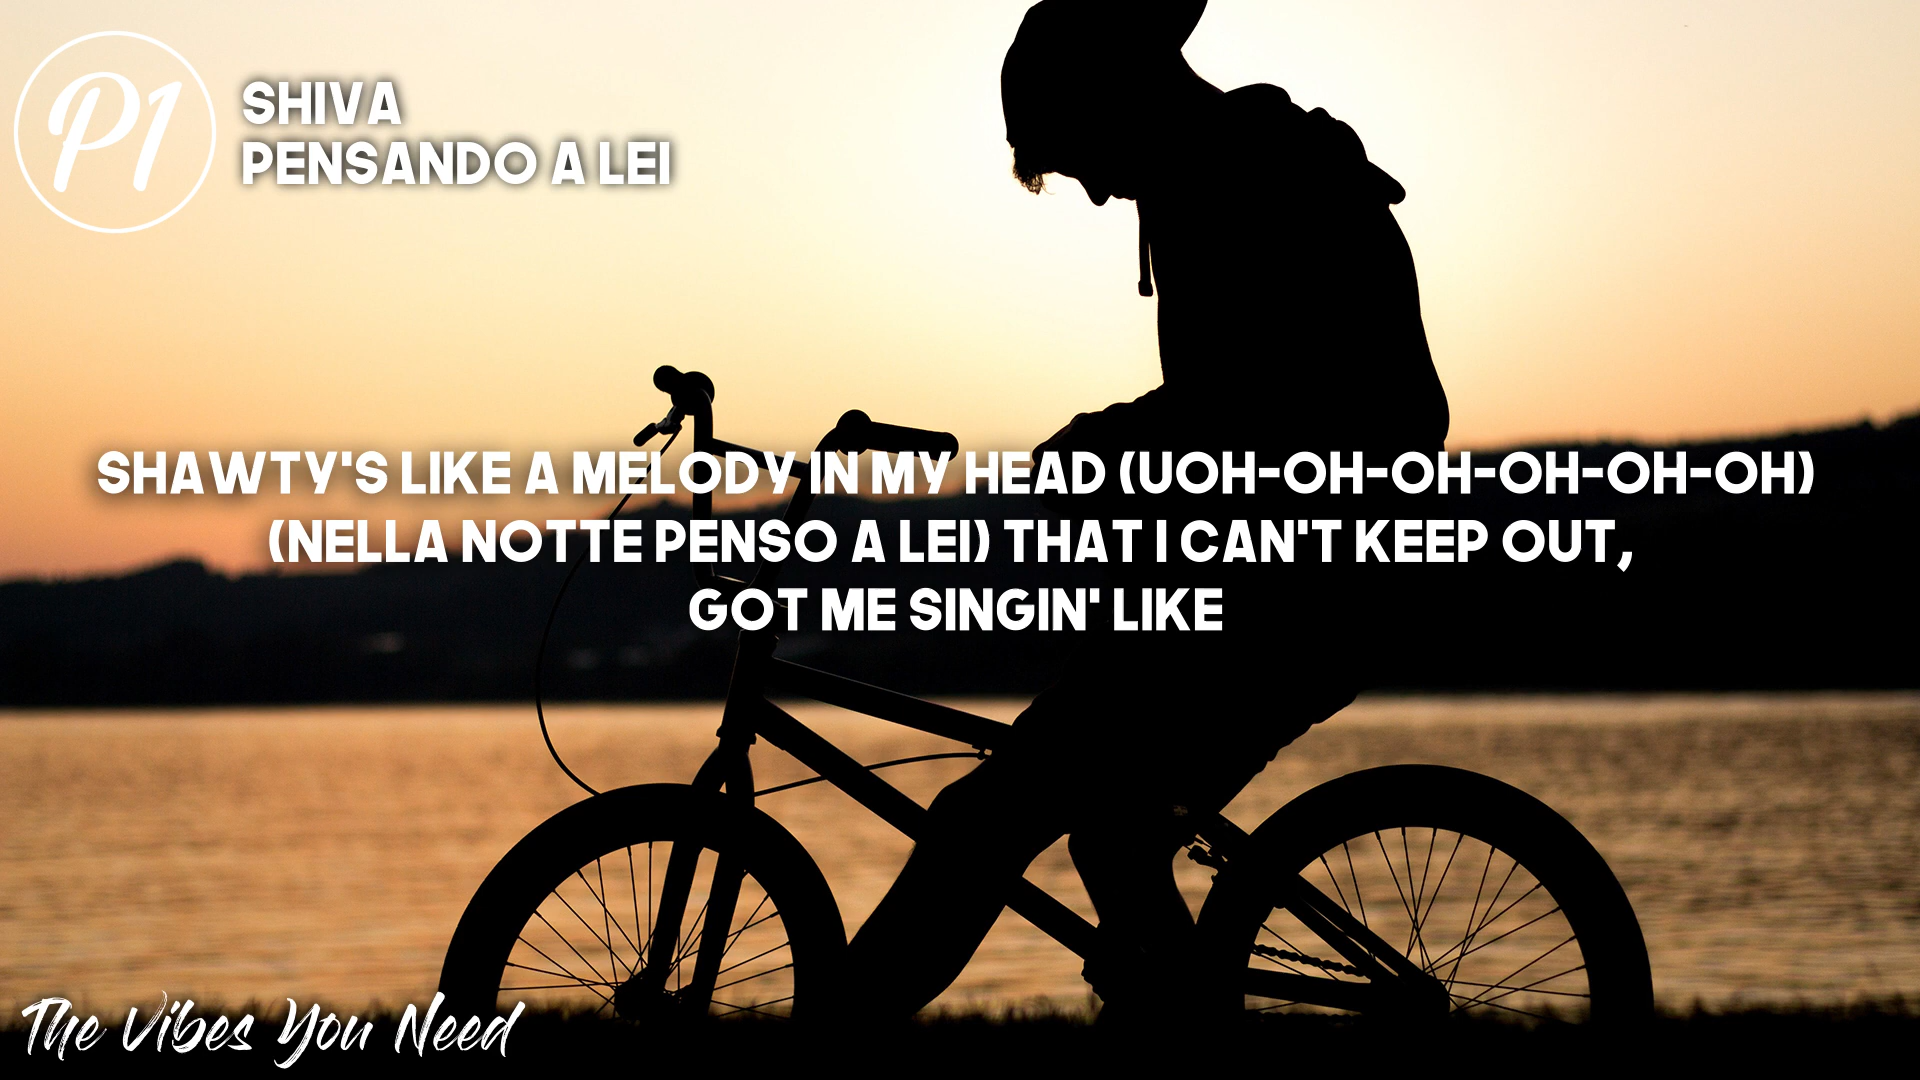 P1
SHIVA
PENSANDO A LEI
SHAWTY'S LIKE A MELODY IN MY HEAD (UOH-OH-OH-OH-OH-OH)
(NELLA NOTTE PENSO A LEI) THAT I CAN'T KEEP OUT,
GOT ME SINGIN' LIKE
The Vibes You Need